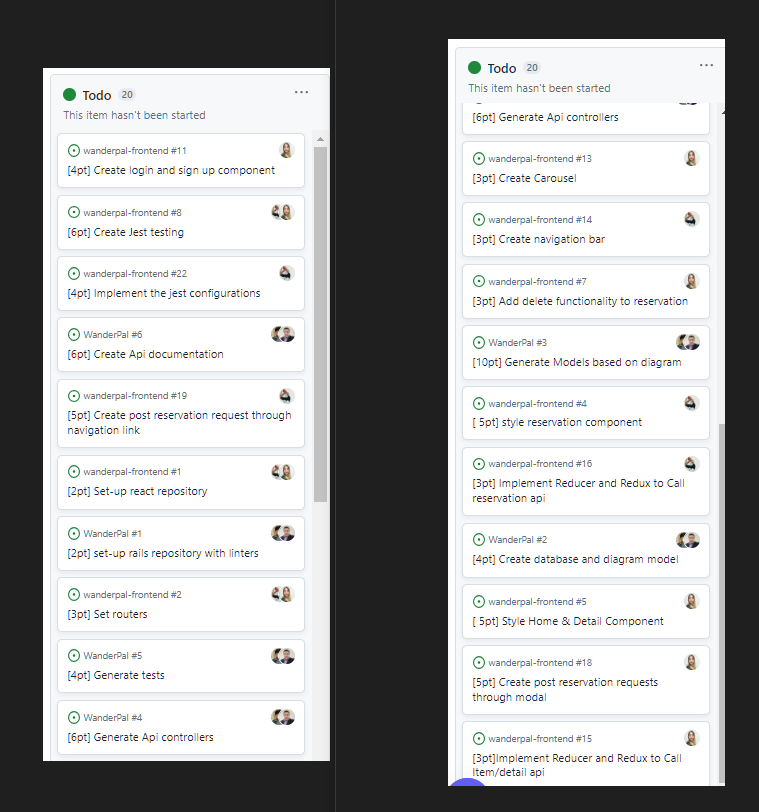 Todo 20
This item hasn't been started
wanderpal-frontend #11
[4pt] Create login and sign up component
wanderpal-frontend #8
[6pt] Create Jest testing
wanderpal-frontend #22
[4pt] Implement the jest configurations
WanderPal #6
[6pt] Create Api documentation
wanderpal-frontend #19
[5pt] Create post reservation request through
navigation link
wanderpal-frontend #1
[2pt] Set-up react repository
WanderPal #1
[2pt] set-up rails repository with linters
wanderpal-frontend #2
[3pt] Set routers
WanderPal #5
[4pt] Generate tests
WanderPal #4
[6pt] Generate Api controllers
Todo 20
This item hasn't been started
[6pt] Generate Api controllers
wanderpal-frontend #13
[3pt] Create Carousel
wanderpal-frontend #14
[3pt] Create navigation bar
wanderpal-frontend #7
[3pt] Add delete functionality to reservation
WanderPal #3
[10pt] Generate Models based on diagram
wanderpal-frontend #4
[ 5pt] style reservation component
wanderpal-frontend #16
[3pt] Implement Reducer and Redux to Call
reservation api
WanderPal #2
[4pt] Create database and diagram model
wanderpal-frontend #5
[ 5pt] Style Home & Detail Component
wanderpal-frontend #18
[5pt] Create post reservation requests
through modal
wanderpal-frontend #15
[3pt]Implement Reducer and Redux to Call
Item/detail api